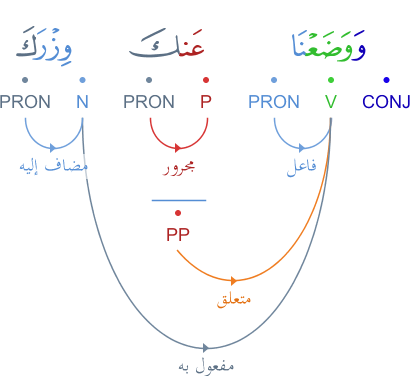 وَوَضَعْنَا عَنكَ وِزْرَكَ
PRON N PRON P PRON V CONJ
مضاف إليه مجرور فاعل
PP
متعلق
مفعول به